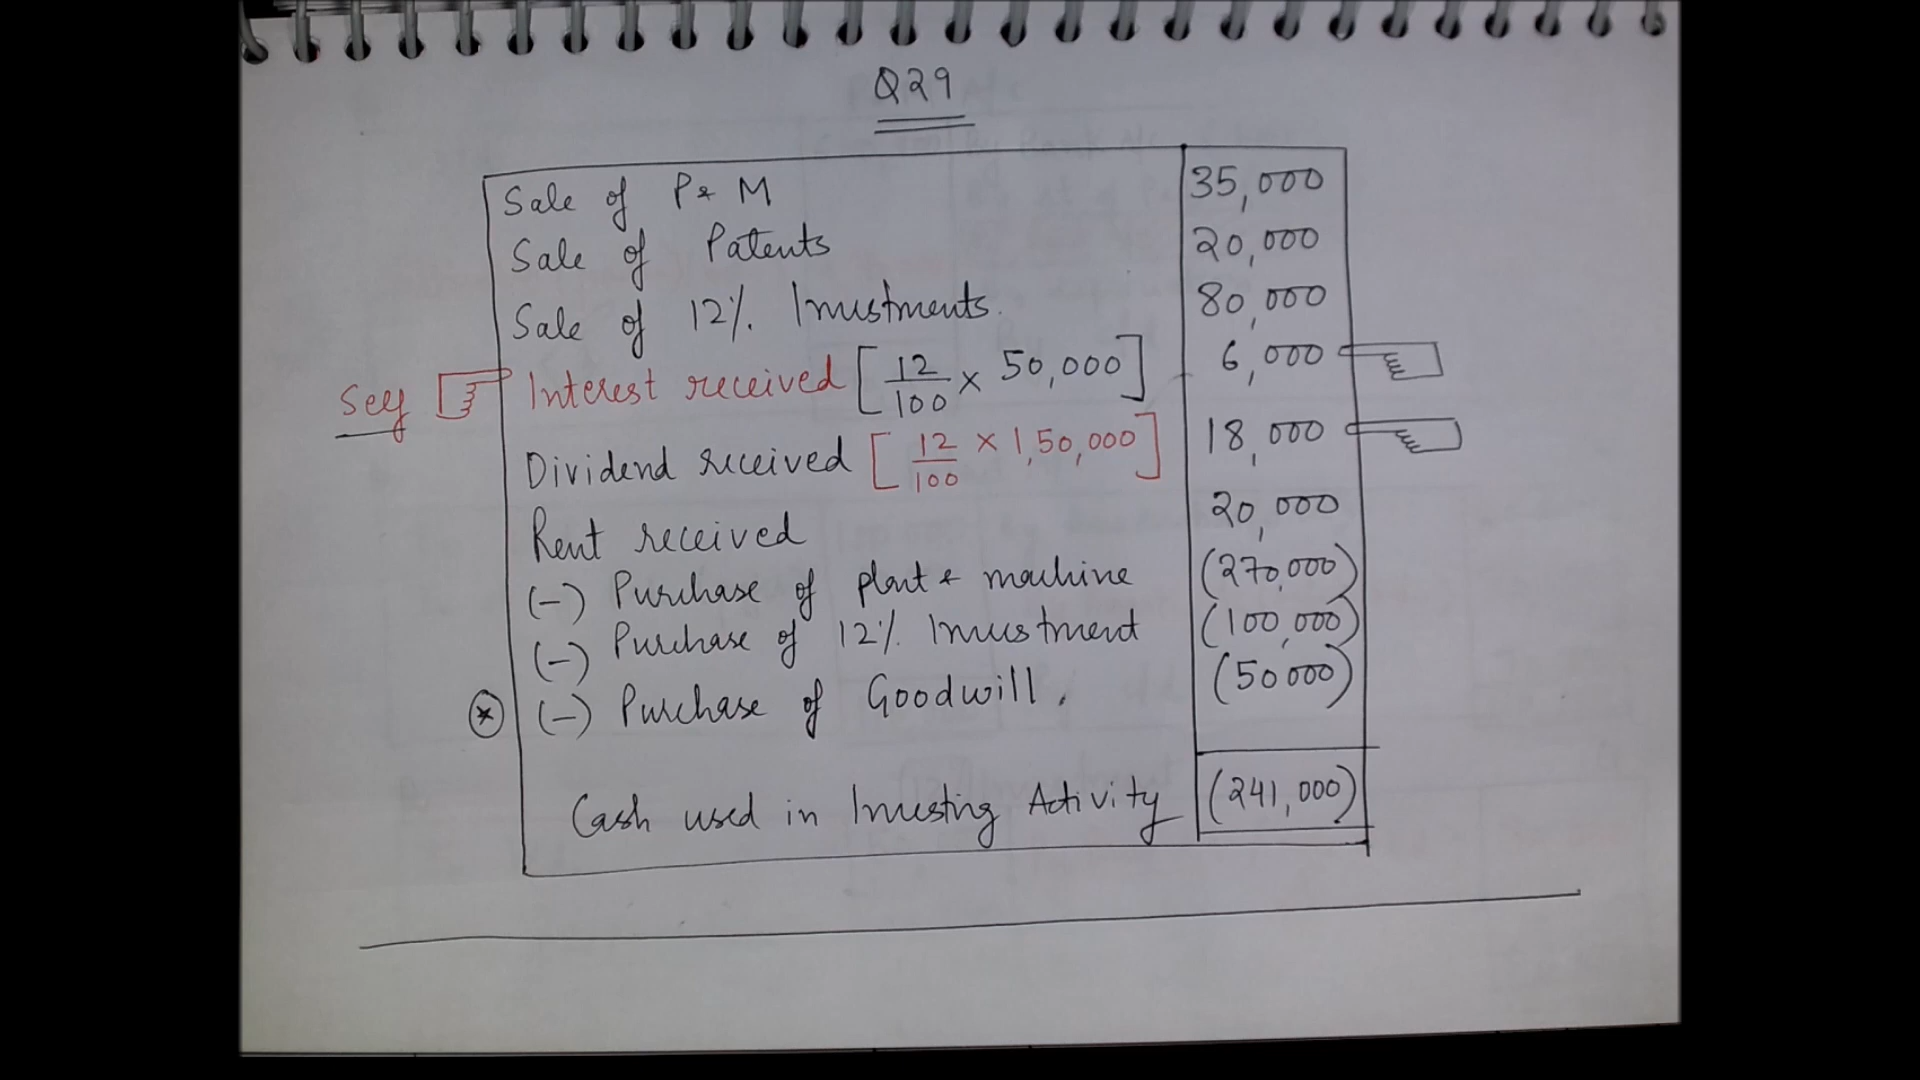 Q29
Sale of P & M 35,000
Sale of Patents 20,000
Sale of 12% Investments. 80,000
Self Interest received [12/100 × 50,000] 6,000
Dividend received [12/100 × 1,50,000] 18,000
Rent received 20,000
(-) Purchase of plant & machine (270,000)
(-) Purchase of 12% Investment (100,000)
(-) Purchase of Goodwill. (50000)
Cash used in Investing Activity (241,000)